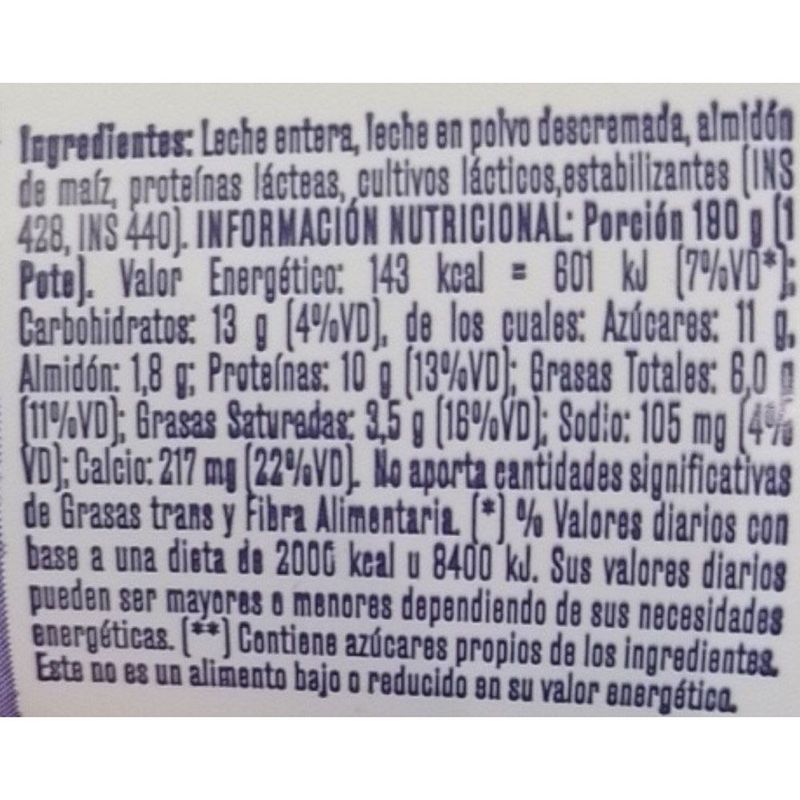 Ingredientes: Leche entera, leche en polvo descremada, almidón
de maíz, proteínas lácteas, cultivos lácticos,estabilizantes (INS
428, INS 440). INFORMACIÓN NUTRICIONAL: Porción 180 g (1
Pote). Valor Energético: 143 kcal = 601 kJ (7%VD*);
Carbohidratos: 13 g (4%VD), de los cuales: Azúcares: 11 g,
Almidón: 1,8 g; Proteínas: 10 g (13%VD); Grasas Totales: 6,0 g
(11%VD); Grasas Saturadas: 3,5 g (16%VD); Sodio: 105 mg (4%
VD); Calcio: 217 mg (22%VD). No aporta cantidades significativas
de Grasas trans y Fibra Alimentaria. (*) % Valores diarios con
base a una dieta de 2000 kcal u 8400 kJ. Sus valores diarios
pueden ser mayores o menores dependiendo de sus necesidades
energéticas. (**) Contiene azúcares propios de los ingredientes.
Este no es un alimento bajo o reducido en su valor energético.